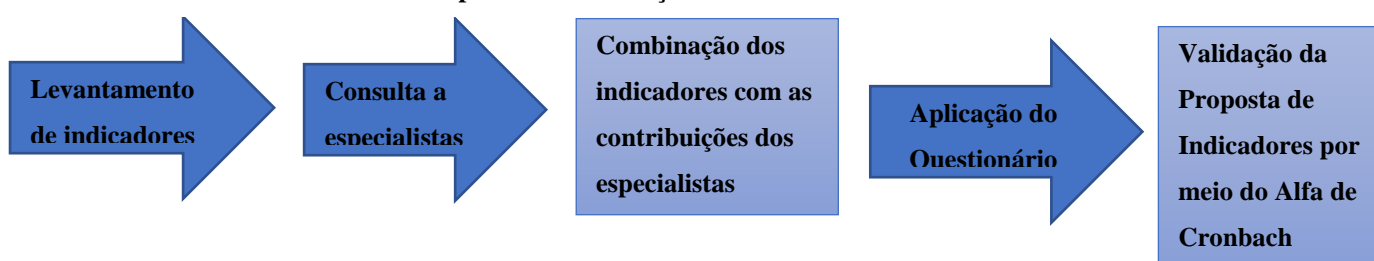 Levantamento
de indicadores
Consulta a
especialistas
Combinação dos
indicadores com as
contribuições dos
especialistas
Aplicação do
Questionário
Validação da
Proposta de
Indicadores por
meio do Alfa de
Cronbach